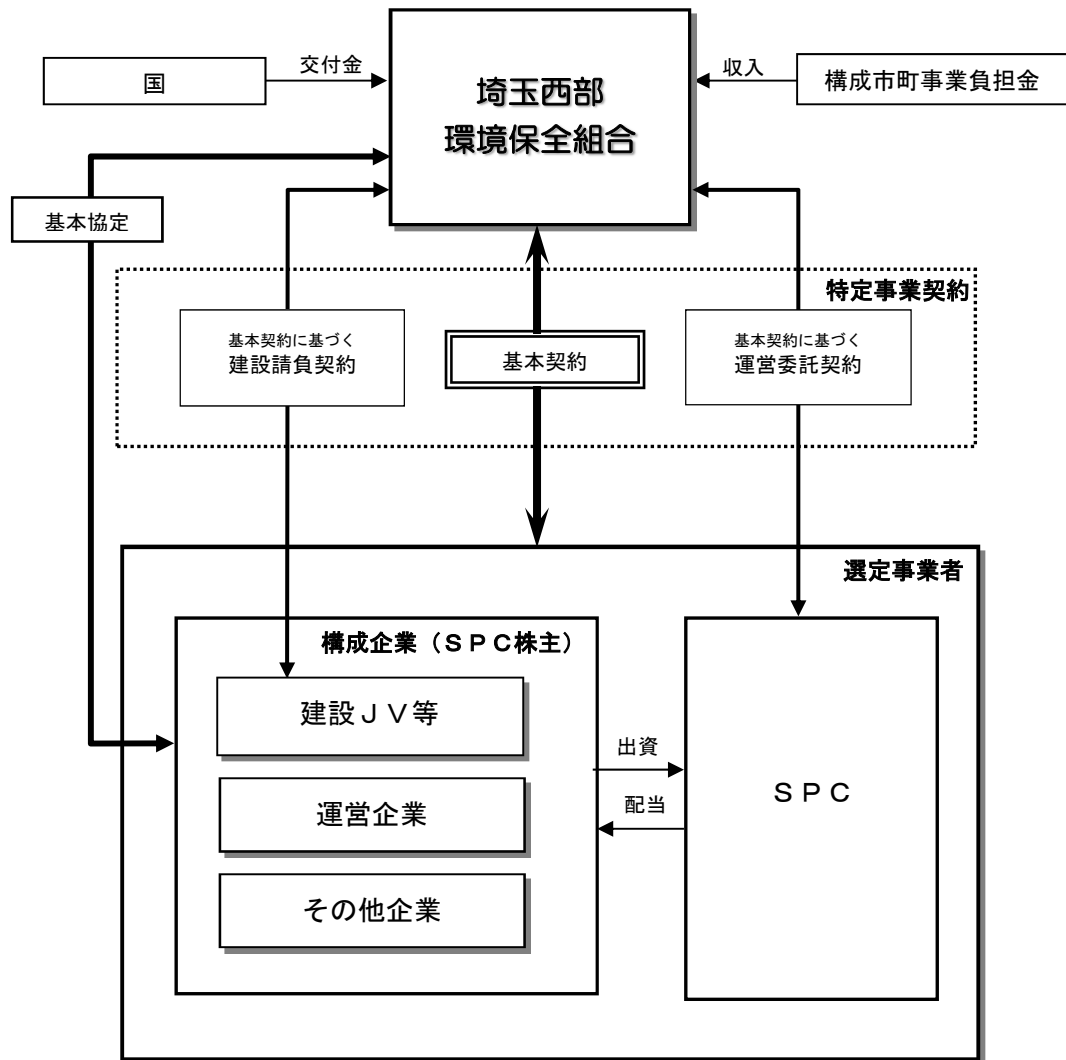 国
交付金
埼玉西部
環境保全組合
収入
構成市町事業負担金
基本協定
特定事業契約
基本契約に基づく
建設請負契約
基本契約
基本契約に基づく
運営委託契約
選定事業者
構成企業（ＳＰＣ株主）
建設ＪＶ等
運営企業
その他企業
出資
配当
ＳＰＣ